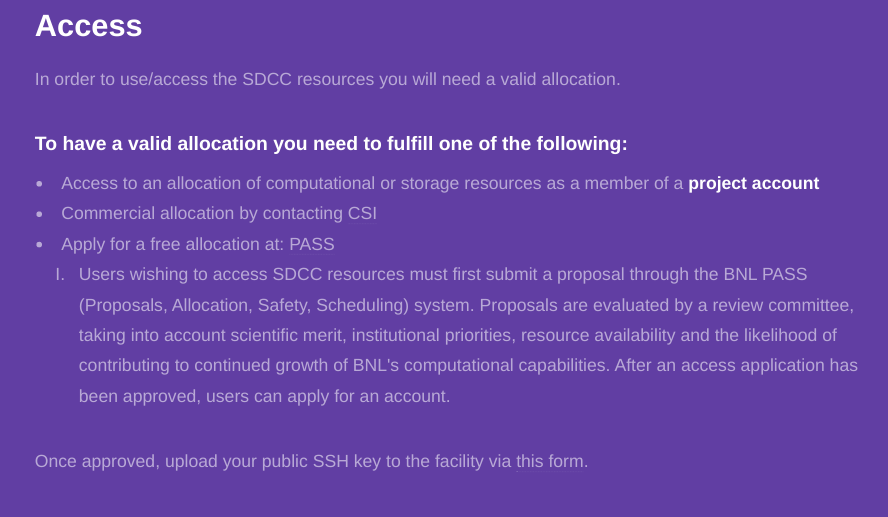 Access
In order to use/access the SDCC resources you will need a valid allocation.
To have a valid allocation you need to fulfill one of the following:
• Access to an allocation of computational or storage resources as a member of a project account
• Commercial allocation by contacting CSI
• Apply for a free allocation at: PASS
I. Users wishing to access SDCC resources must first submit a proposal through the BNL PASS
(Proposals, Allocation, Safety, Scheduling) system. Proposals are evaluated by a review committee,
taking into account scientific merit, institutional priorities, resource availability and the likelihood of
contributing to continued growth of BNL's computational capabilities. After an access application has
been approved, users can apply for an account.
Once approved, upload your public SSH key to the facility via this form.